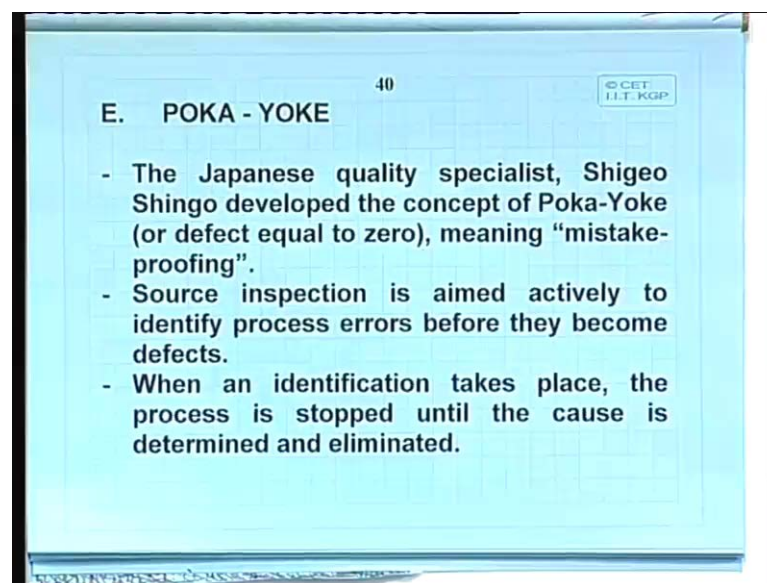 40
© CET
I.I.T. KGP
E. POKA - YOKE
- The Japanese quality specialist, Shigeo
Shingo developed the concept of Poka-Yoke
(or defect equal to zero), meaning “mistake-
proofing”.
- Source inspection is aimed actively to
identify process errors before they become
defects.
- When an identification takes place, the
process is stopped until the cause is
determined and eliminated.